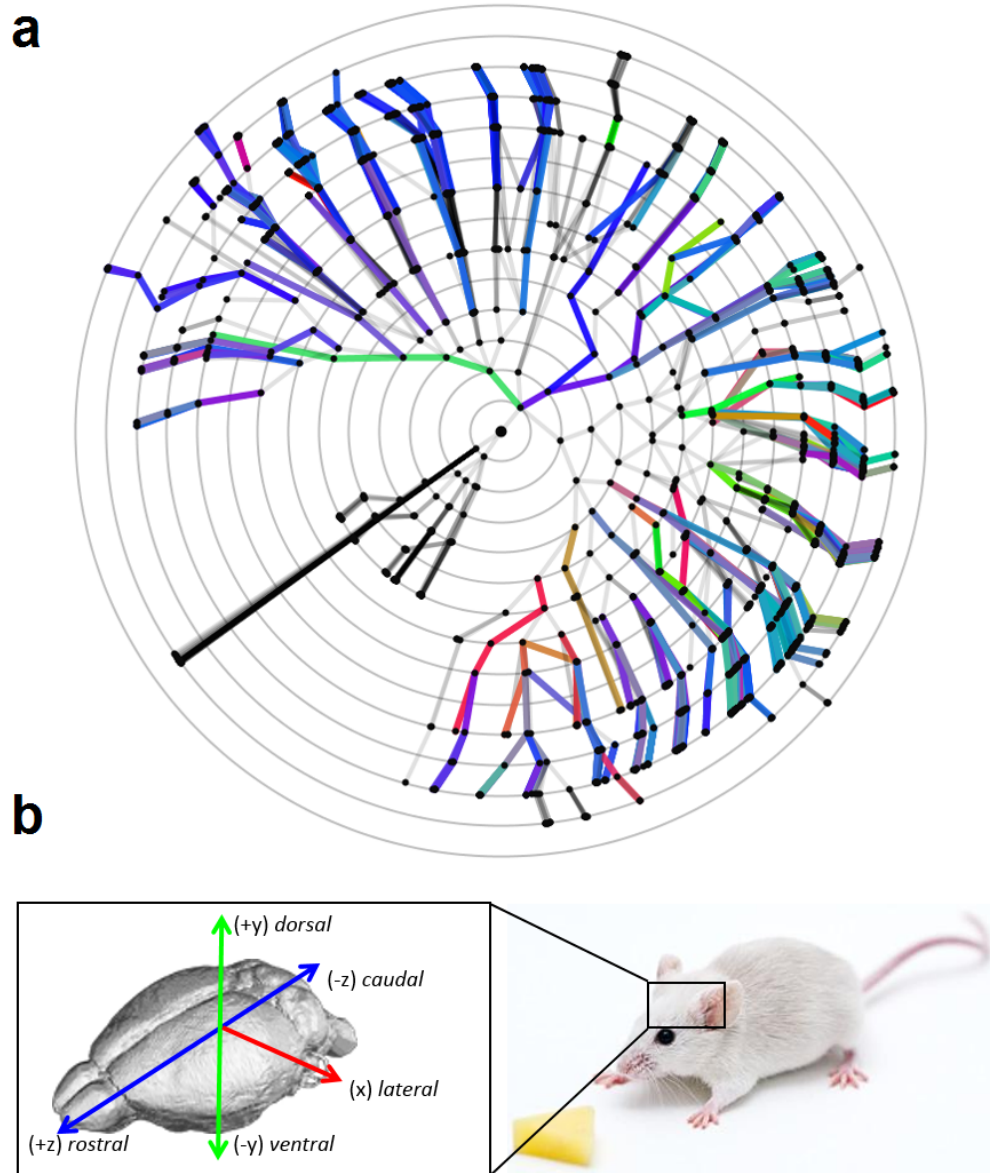 a
b
(+y) dorsal
(-z) caudal
(x) lateral
(+z) rostral
(-y) ventral